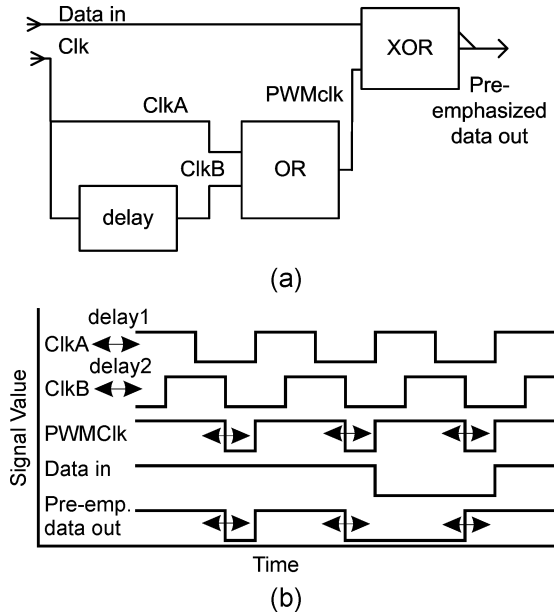 Data in
Clk
XOR
ClkA
PWMclk
Pre-
emphasized
data out
ClkB
OR
delay
(a)
delay1
ClkA
delay2
ClkB
PWMClk
Data in
Pre-emp.
data out
Signal Value
Time
(b)